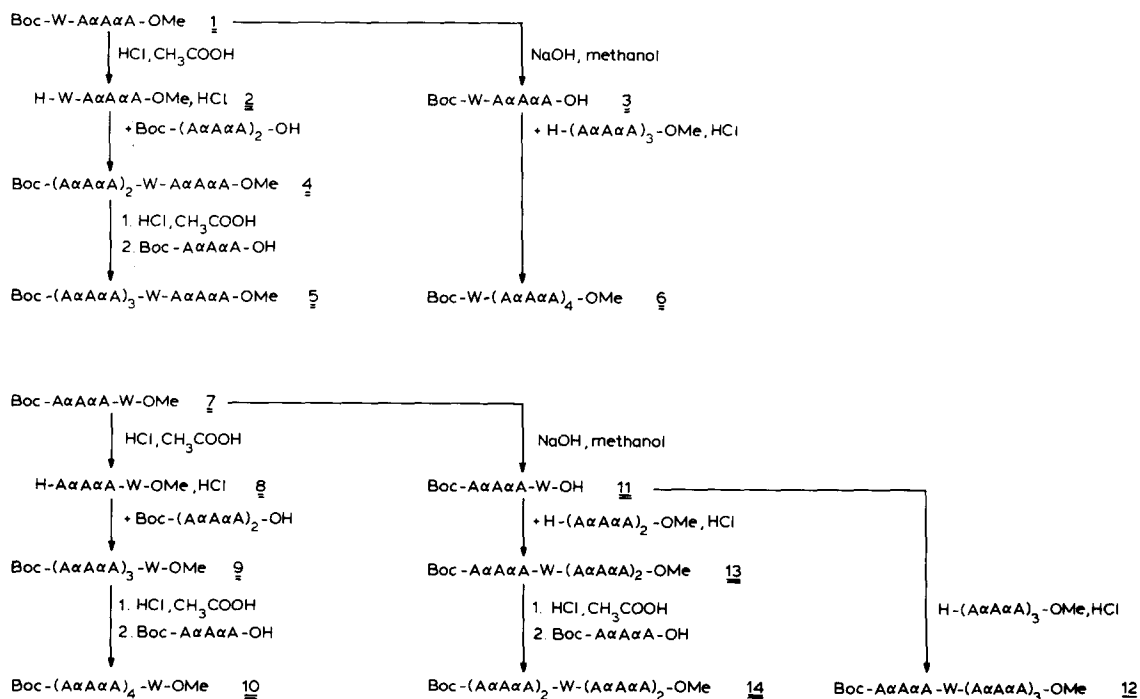 Boc-W-AαAαA-OMe 1
HCl, CH₃COOH
NaOH, methanol
H-W-AαAαA-OMe, HCl 2
Boc-W-AαAαA-OH 3
+Boc-(AαAαA)₂-OH
+ H-(AαAαA)₃-OMe, HCl
Boc-(AαAαA)₂-W-AαAαA-OMe 4
1. HCl, CH₃COOH
2. Boc-AαAαA-OH
Boc-(AαAαA)₃-W-AαAαA-OMe 5
Boc-W-(AαAαA)₄-OMe 6
Boc-AαAαA-W-OMe 7
HCl, CH₃COOH
NaOH, methanol
H-AαAαA-W-OMe, HCl 8
Boc-AαAαA-W-OH 11
+Boc-(AαAαA)₂-OH
+ H-(AαAαA)₂-OMe, HCl
Boc-(AαAαA)₃-W-OMe 9
Boc-AαAαA-W-(AαAαA)₂-OMe 13
1. HCl, CH₃COOH
2. Boc-AαAαA-OH
1. HCl, CH₃COOH
2. Boc-AαAαA-OH
H-(AαAαA)₃-OMe, HCl
Boc-(AαAαA)₄-W-OMe 10
Boc-(AαAαA)₂-W-(AαAαA)₂-OMe 14
Boc-AαAαA-W-(AαAαA)₃-OMe 12